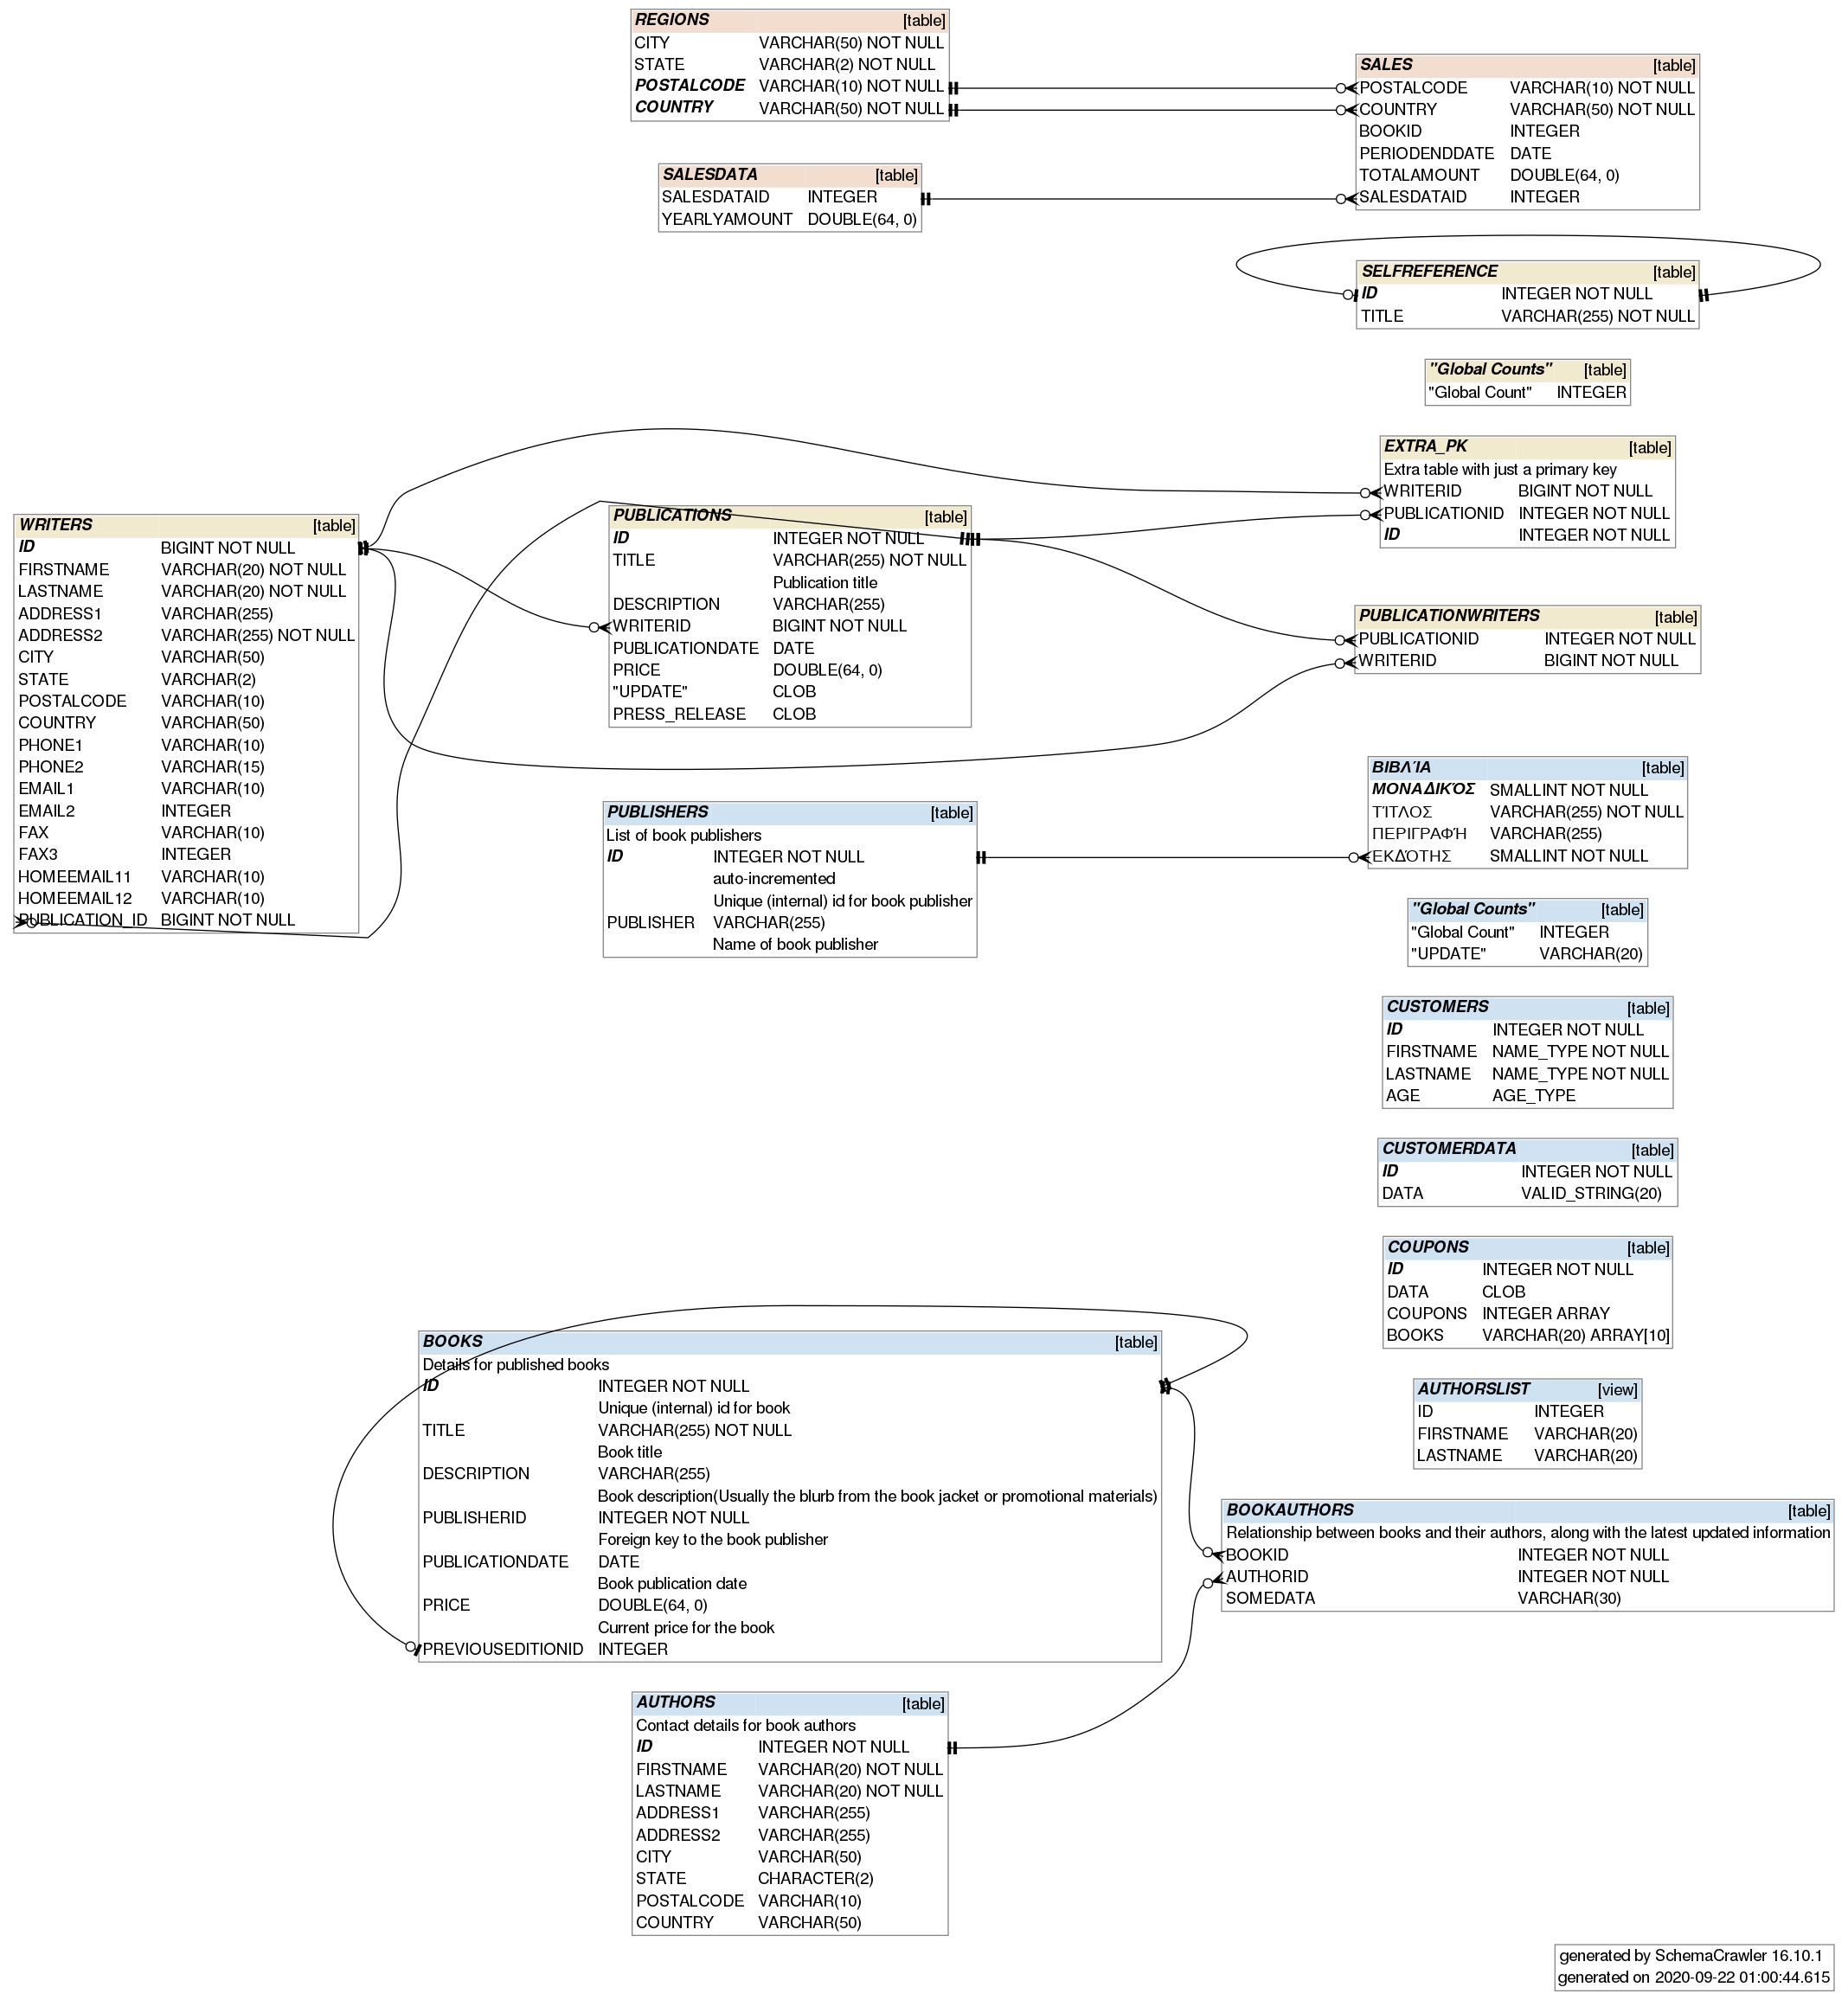 REGIONS [table]
CITY VARCHAR(50) NOT NULL
STATE VARCHAR(2) NOT NULL
POSTALCODE VARCHAR(10) NOT NULL
COUNTRY VARCHAR(50) NOT NULL
SALES [table]
POSTALCODE VARCHAR(10) NOT NULL
COUNTRY VARCHAR(50) NOT NULL
BOOKID INTEGER
PERIODENDDATE DATE
TOTALAMOUNT DOUBLE(64, 0)
SALESDATAID INTEGER
SALESDATA [table]
SALESDATAID INTEGER
YEARLYAMOUNT DOUBLE(64, 0)
SELFREFERENCE [table]
ID INTEGER NOT NULL
TITLE VARCHAR(255) NOT NULL
"Global Counts" [table]
"Global Count" INTEGER
EXTRA_PK [table]
Extra table with just a primary key
WRITERID BIGINT NOT NULL
PUBLICATIONID INTEGER NOT NULL
ID INTEGER NOT NULL
WRITERS [table]
ID BIGINT NOT NULL
FIRSTNAME VARCHAR(20) NOT NULL
LASTNAME VARCHAR(20) NOT NULL
ADDRESS1 VARCHAR(255)
ADDRESS2 VARCHAR(255) NOT NULL
CITY VARCHAR(50)
STATE VARCHAR(2)
POSTALCODE VARCHAR(10)
COUNTRY VARCHAR(50)
PHONE1 VARCHAR(10)
PHONE2 VARCHAR(15)
EMAIL1 VARCHAR(10)
EMAIL2 INTEGER
FAX VARCHAR(10)
FAX3 INTEGER
HOMEEMAIL11 VARCHAR(10)
HOMEEMAIL12 VARCHAR(10)
PUBLICATION_ID BIGINT NOT NULL
PUBLICATIONS [table]
ID INTEGER NOT NULL
TITLE VARCHAR(255) NOT NULL
Publication title
DESCRIPTION VARCHAR(255)
WRITERID BIGINT NOT NULL
PUBLICATIONDATE DATE
PRICE DOUBLE(64, 0)
"UPDATE" CLOB
PRESS_RELEASE CLOB
PUBLICATIONWRITERS [table]
PUBLICATIONID INTEGER NOT NULL
WRITERID BIGINT NOT NULL
PUBLISHERS [table]
List of book publishers
ID INTEGER NOT NULL
auto-incremented
Unique (internal) id for book publisher
PUBLISHER VARCHAR(255)
Name of book publisher
ΒΙΒΛΊΑ [table]
ΜΟΝΑΔΙΚΌΣ SMALLINT NOT NULL
ΤΊΤΛΟΣ VARCHAR(255) NOT NULL
ΠΕΡΙΓΡΑΦΉ VARCHAR(255)
ΕΚΔΌΤΗΣ SMALLINT NOT NULL
"Global Counts" [table]
"Global Count" INTEGER
"UPDATE" VARCHAR(20)
CUSTOMERS [table]
ID INTEGER NOT NULL
FIRSTNAME NAME_TYPE NOT NULL
LASTNAME NAME_TYPE NOT NULL
AGE AGE_TYPE
CUSTOMERDATA [table]
ID INTEGER NOT NULL
DATA VALID_STRING(20)
COUPONS [table]
ID INTEGER NOT NULL
DATA CLOB
COUPONS INTEGER ARRAY
BOOKS VARCHAR(20) ARRAY[10]
AUTHORSLIST [view]
ID INTEGER
FIRSTNAME VARCHAR(20)
LASTNAME VARCHAR(20)
BOOKS [table]
Details for published books
ID INTEGER NOT NULL
Unique (internal) id for book
TITLE VARCHAR(255) NOT NULL
Book title
DESCRIPTION VARCHAR(255)
Book description(Usually the blurb from the book jacket or promotional materials)
PUBLISHERID INTEGER NOT NULL
Foreign key to the book publisher
PUBLICATIONDATE DATE
Book publication date
PRICE DOUBLE(64, 0)
Current price for the book
PREVIOUSEDITIONID INTEGER
BOOKAUTHORS [table]
Relationship between books and their authors, along with the latest updated information
BOOKID INTEGER NOT NULL
AUTHORID INTEGER NOT NULL
SOMEDATA VARCHAR(30)
AUTHORS [table]
Contact details for book authors
ID INTEGER NOT NULL
FIRSTNAME VARCHAR(20) NOT NULL
LASTNAME VARCHAR(20) NOT NULL
ADDRESS1 VARCHAR(255)
ADDRESS2 VARCHAR(255)
CITY VARCHAR(50)
STATE CHARACTER(2)
POSTALCODE VARCHAR(10)
COUNTRY VARCHAR(50)
generated by SchemaCrawler 16.10.1
generated on 2020-09-22 01:00:44.615